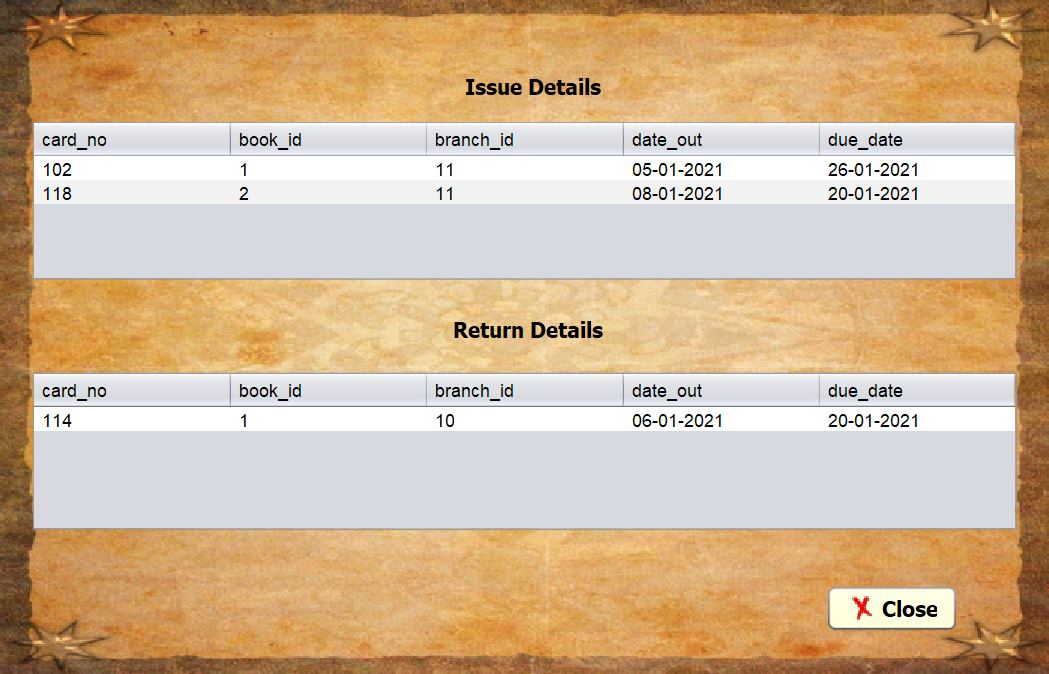 Issue Details
card_no book_id branch_id date_out due_date
102 1 11 05-01-2021 26-01-2021
118 2 11 08-01-2021 20-01-2021
Return Details
card_no book_id branch_id date_out due_date
114 1 10 06-01-2021 20-01-2021
Close